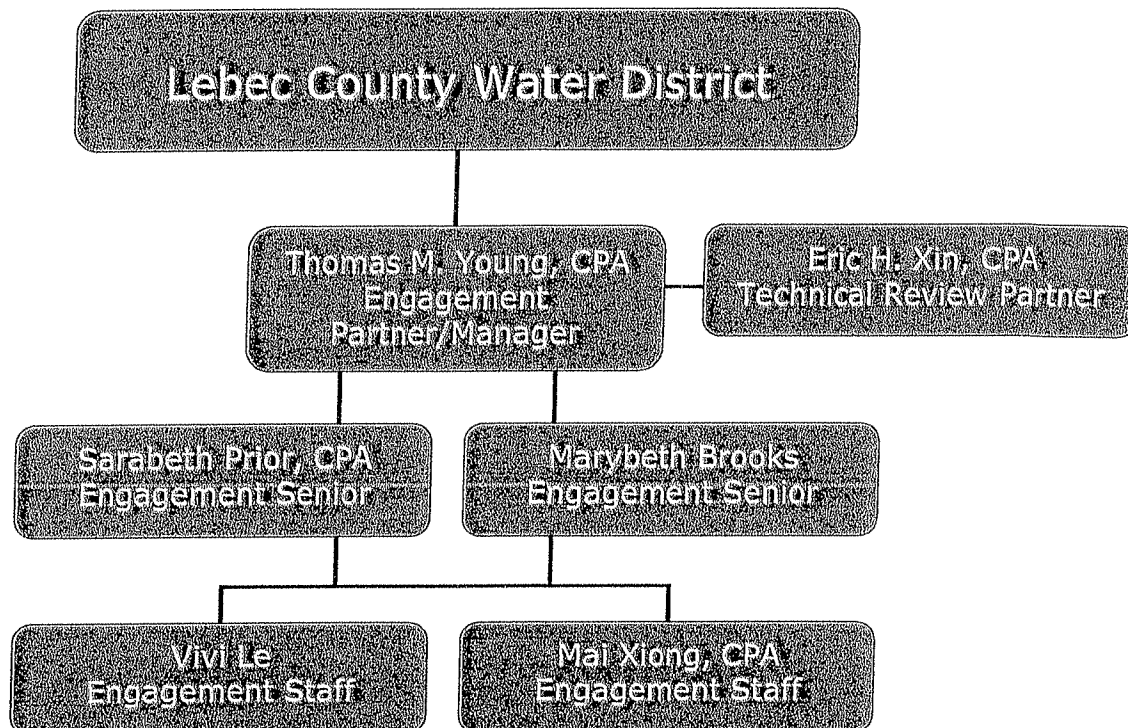 Lebec County Water District
Thomas M. Young, CPA
Engagement
Partner/Manager
Eric H. Xin, CPA
Technical Review Partner
Sarabeth Prior, CPA
Engagement Senior
Marybeth Brooks
Engagement Senior
Vivi Le
Engagement Staff
Mai Xiong, CPA
Engagement Staff